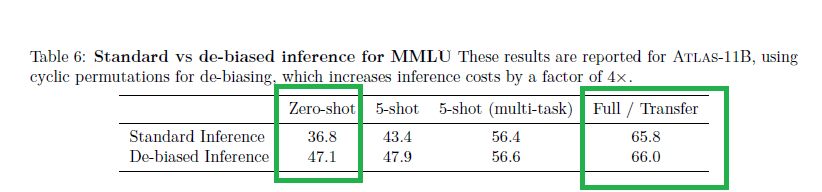 Table 6: Standard vs de-biased inference for MMLU These results are reported for ATLAS-11B, using
cyclic permutations for de-biasing, which increases inference costs by a factor of 4×.
Zero-shot 5-shot 5-shot (multi-task) Full / Transfer
Standard Inference 36.8 43.4 56.4 65.8
De-biased Inference 47.1 47.9 56.6 66.0